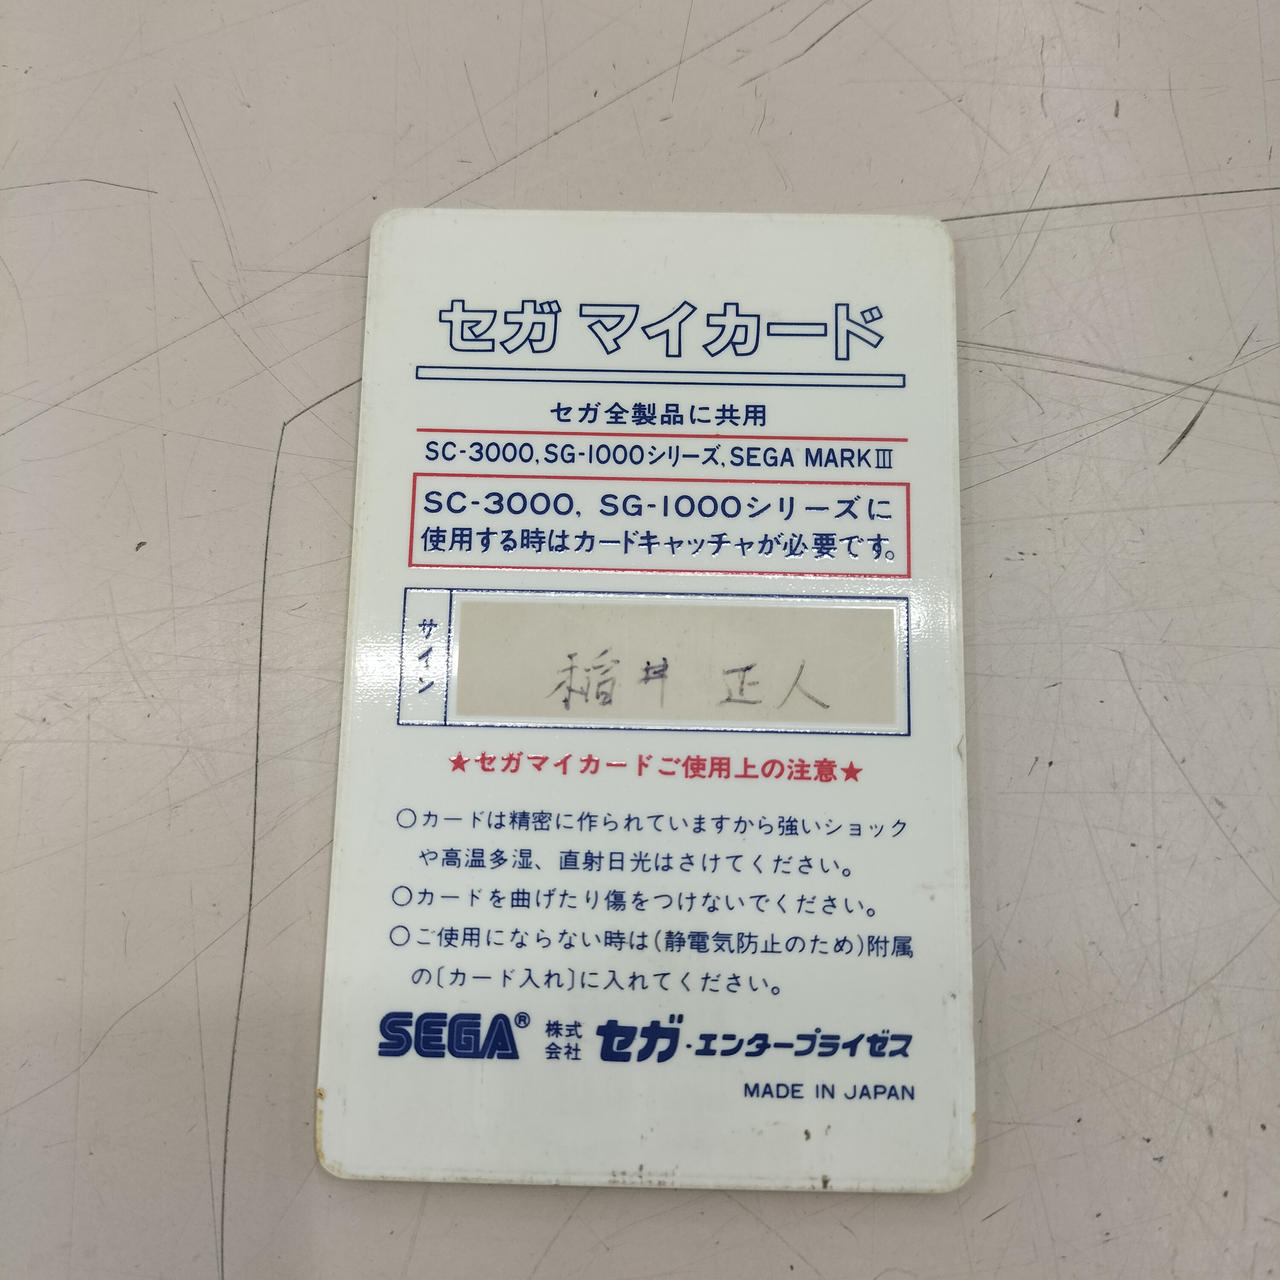 セガ マイカード
セガ全製品に共用
SC-3000,SG-1000シリーズ,SEGA MARKⅢ
SC-3000, SG-1000シリーズに
使用する時はカードキャッチャが必要です。
サイン
稲井 正人
★セガマイカードご使用上の注意★
○カードは精密に作られていますから強いショック
や高温多湿、直射日光はさけてください。
○カードを曲げたり傷をつけないでください。
○ご使用にならない時は(静電気防止のため)附属
の〔カード入れ〕に入れてください。
SEGA® 株式会社 セガ・エンタープライゼス
MADE IN JAPAN